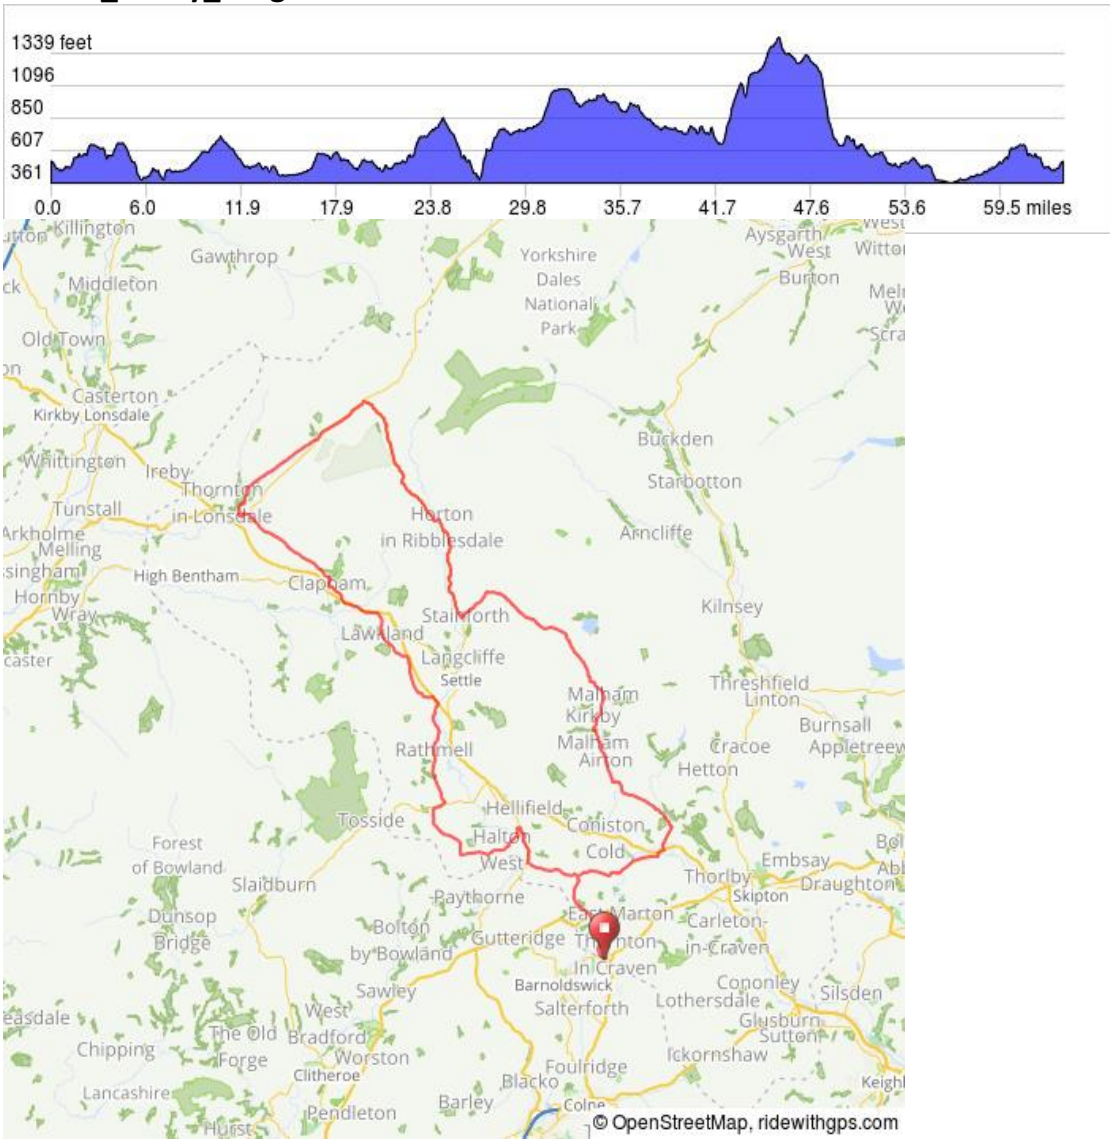 1339 feet
1096
850
607
361
0.0 6.0 11.9 17.9 23.8 29.8 35.7 41.7 47.6 53.6 59.5 miles
Killington
Aysgarth
West
West
Witton
Burton
Gawthrop
Yorkshire
Dales
National
Park
Middleton
Old Town
Casterton
Kirkby Lonsdale
Buckden
Whittington
Ireby
Starbotton
Thornton
in Lonsdale
Tunstall
Horton
in Ribblesdale
Arncliffe
Arkholme
Melling
High Bentham
Clapham
Hornby
Wray
Kilnsey
Stainforth
Lawkland
Langcliffe
Settle
Threshfield
Linton
Malham
Kirkby
Malham
Airton
Burnsall
Appletreew
Rathmell
Cracoe
Hetton
Hellifield
Tosside
Halton
West
Coniston
Cold
Forest
of Bowland
Embsay
Thorlby
Skipton
Draughton
Slaidburn
Paythorne
East Marton
Carleton-
in-Craven
Dunsop
Bridge
Bolton
by Bowland
Gutteridge
Thornton
In Craven
Barnoldswick
Cononley
Silsden
Sawley
Salterforth
Lothersdale
Glusburn
Sutton
West
Bradford
The Old
Forge
Chipping
Worston
Clitheroe
Ickornshaw
Foulridge
Blacko
Lancashire
Barley
Colne
Pendleton
Hurst
Keighl
© OpenStreetMap, ridewithgps.com